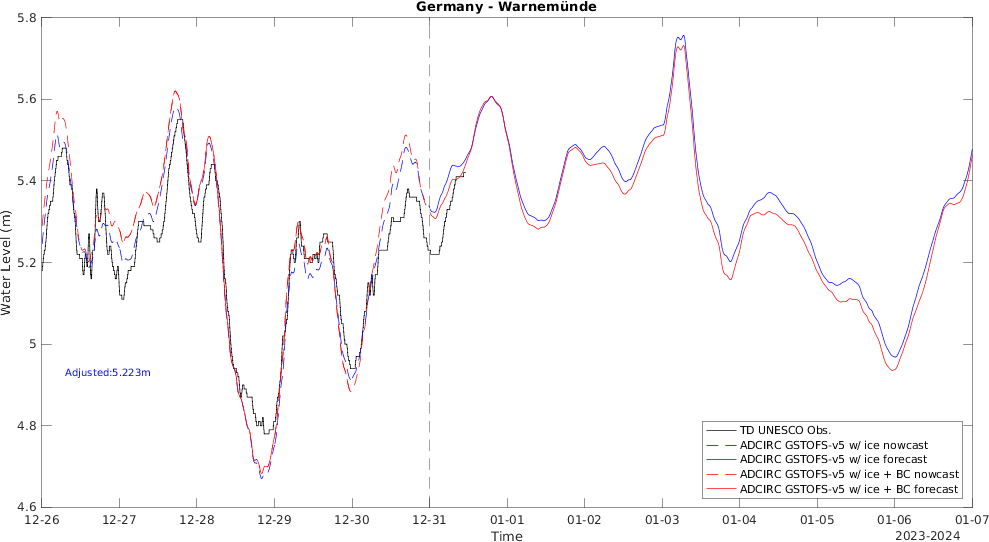 Germany - Warnemünde
5.8
5.6
5.4
5.2
5
4.8
4.6
Water Level (m)
Adjusted:5.223m
TD UNESCO Obs.
ADCIRC GSTOFS-v5 w/ ice nowcast
ADCIRC GSTOFS-v5 w/ ice forecast
ADCIRC GSTOFS-v5 w/ ice + BC nowcast
ADCIRC GSTOFS-v5 w/ ice + BC forecast
12-26 12-27 12-28 12-29 12-30 12-31 01-01 01-02 01-03 01-04 01-05 01-06 01-07
Time
2023-2024